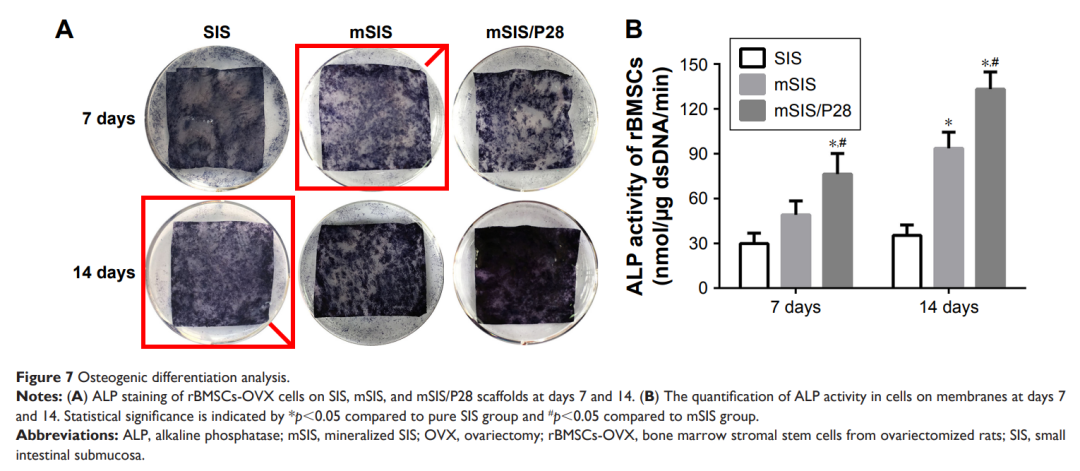 A
SIS
mSIS
mSIS/P28
7 days
14 days
B
ALP activity of rBMSCs
(nmol/µg dsDNA/min)
150
120
90
60
30
0
SIS
mSIS
mSIS/P28
*,#
*
*,#
7 days
14 days
Figure 7 Osteogenic differentiation analysis.
Notes: (A) ALP staining of rBMSCs-OVX cells on SIS, mSIS, and mSIS/P28 scaffolds at days 7 and 14. (B) The quantification of ALP activity in cells on membranes at days 7
and 14. Statistical significance is indicated by *p<0.05 compared to pure SIS group and #p<0.05 compared to mSIS group.
Abbreviations: ALP, alkaline phosphatase; mSIS, mineralized SIS; OVX, ovariectomy; rBMSCs-OVX, bone marrow stromal stem cells from ovariectomized rats; SIS, small
intestinal submucosa.